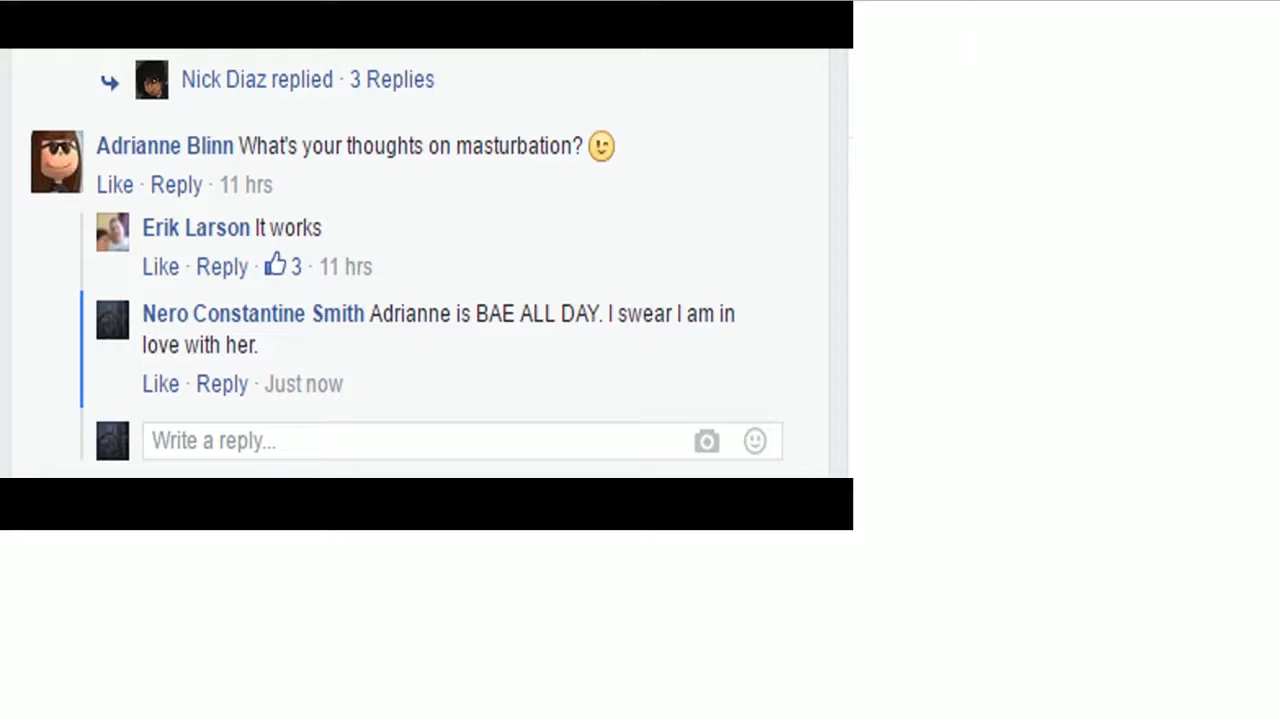 Nick Diaz replied · 3 Replies
Adrianne Blinn What's your thoughts on masturbation? 😉
Like · Reply · 11 hrs
Erik Larson It works
Like · Reply · 3 · 11 hrs
Nero Constantine Smith Adrianne is BAE ALL DAY. I swear I am in
love with her.
Like · Reply · Just now
Write a reply...